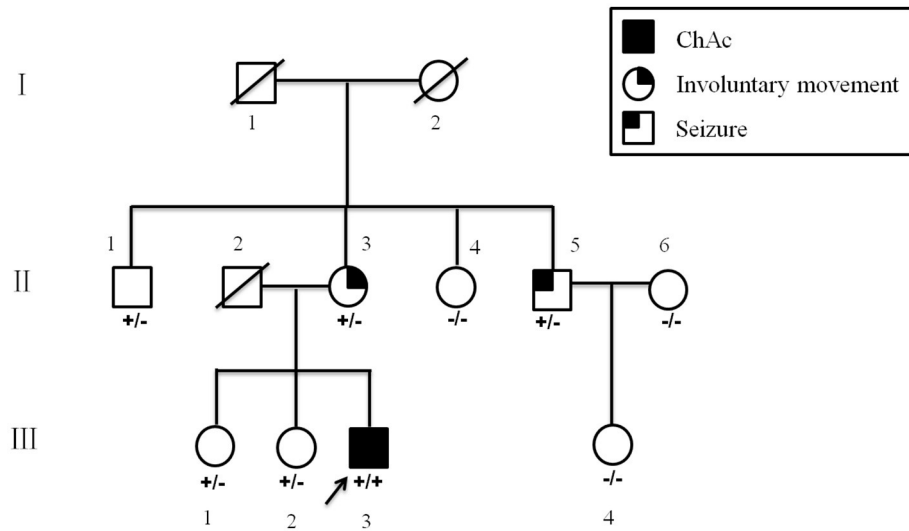 ChAc
Involuntary movement
Seizure
I
1 2
1 2 3 4 5 6
II
+/- +/- -/- +/- -/-
III
+/- +/- +/+ -/-
1 2 3 4